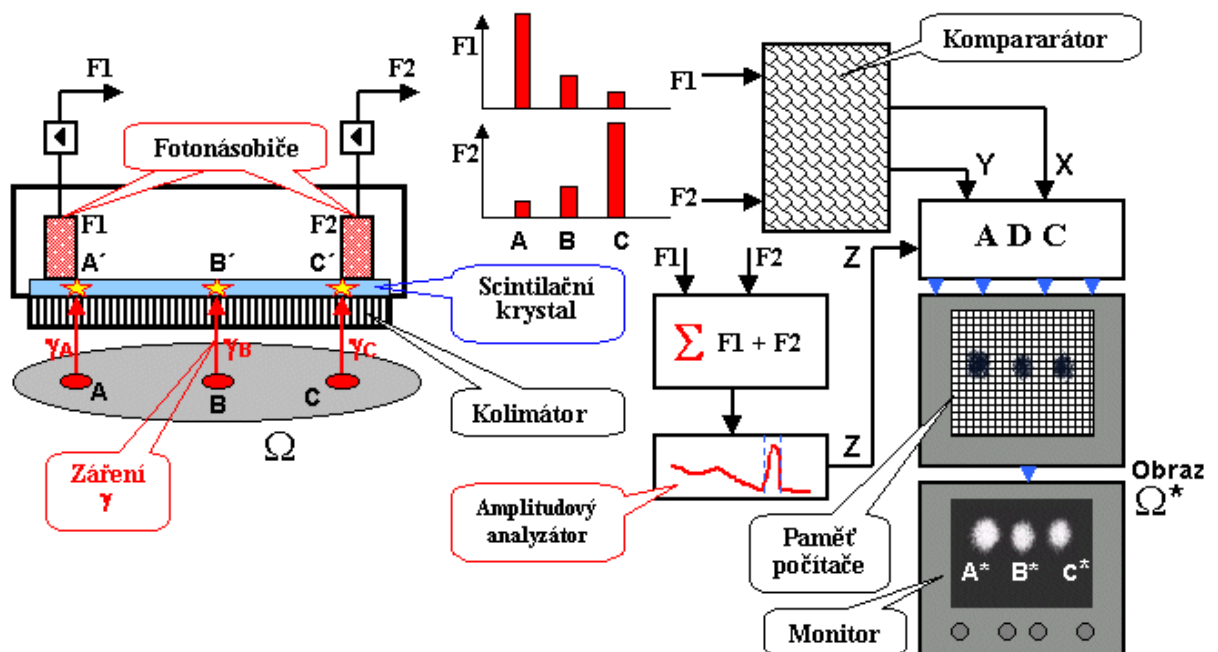 F1
F2
Fotonásobiče
F1
F2
A´
B´
C´
Scintilační
krystal
γA
γB
γC
A
B
C
Ω
Kolimátor
Záření
γ
F1
F2
A B C
F1
F2
Kompararátor
Y
X
A D C
F1
F2
Z
Σ F1 + F2
Z
Amplitudový
analyzátor
Paměť
počítače
Obraz
Ω*
A* B* C*
Monitor